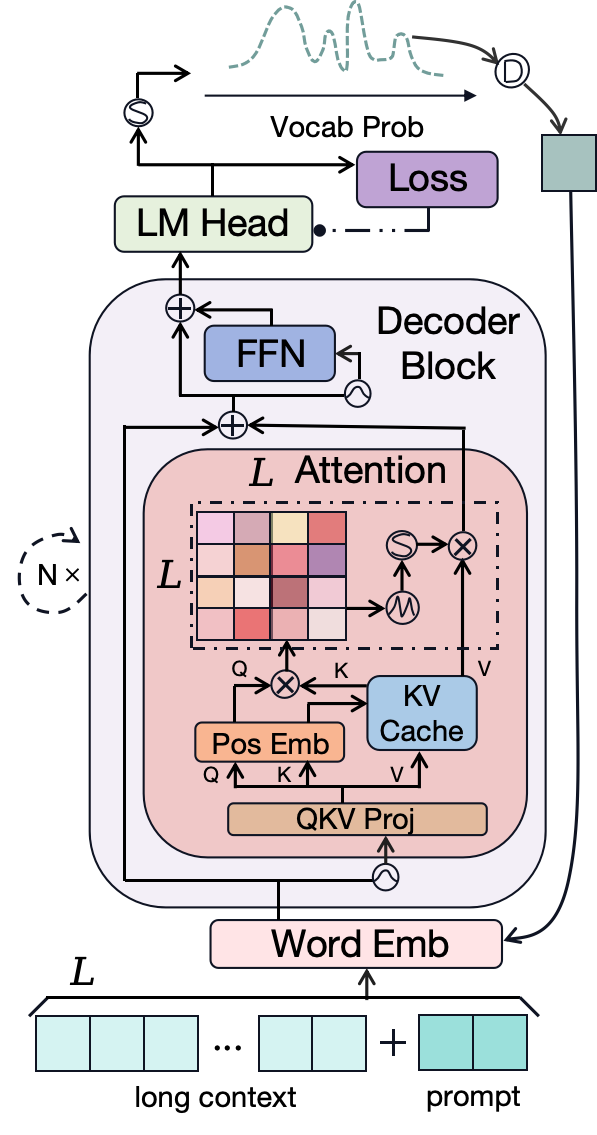 S
D
Vocab Prob
Loss
LM Head
Decoder
Block
FFN
L Attention
L
S
M
N ×
Q
K
V
KV
Cache
Pos Emb
Q
K
V
QKV Proj
Word Emb
L
...
+
long context
prompt